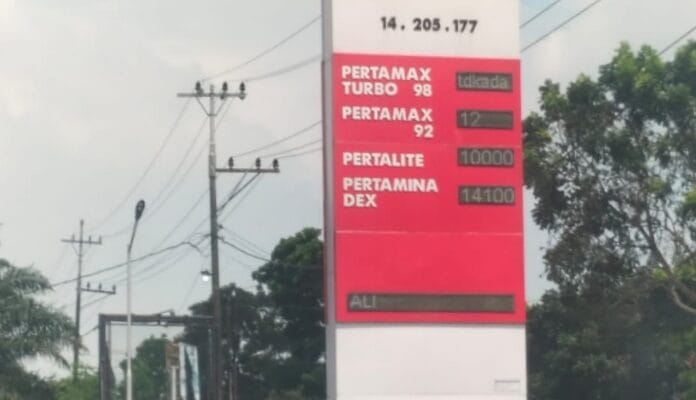 14.205.177
PERTAMAX
TURBO 98 tdkada
PERTAMAX
92 12
PERTALITE 10000
PERTAMINA
DEX 14100
ALI